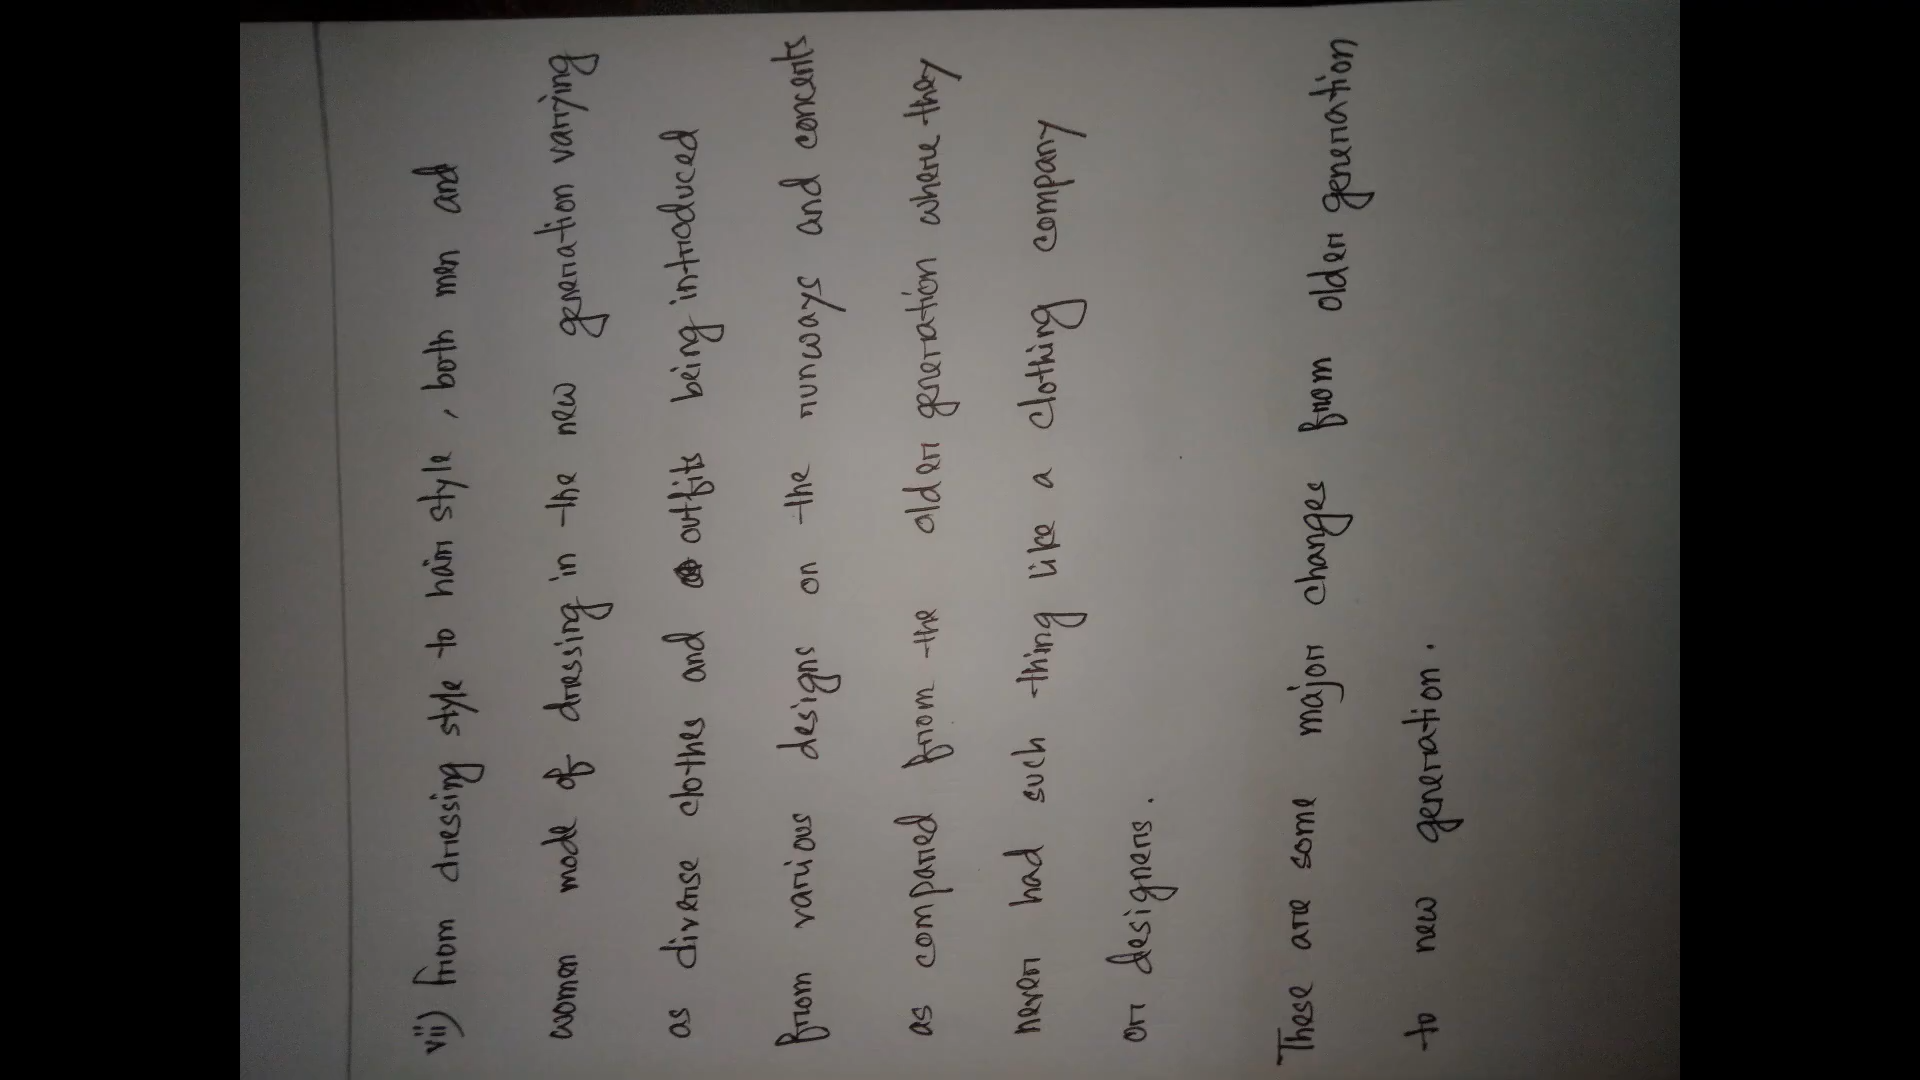 vii) From dressing style to hair style, both men and
women mode of dressing in the new generation varying
as diverse clothes and outfits being introduced
from various designs on the runways and concents
as compared from the older generation where they
never had such thing like a clothing company
or designers.
These are some major changes from older generation
to new generation.